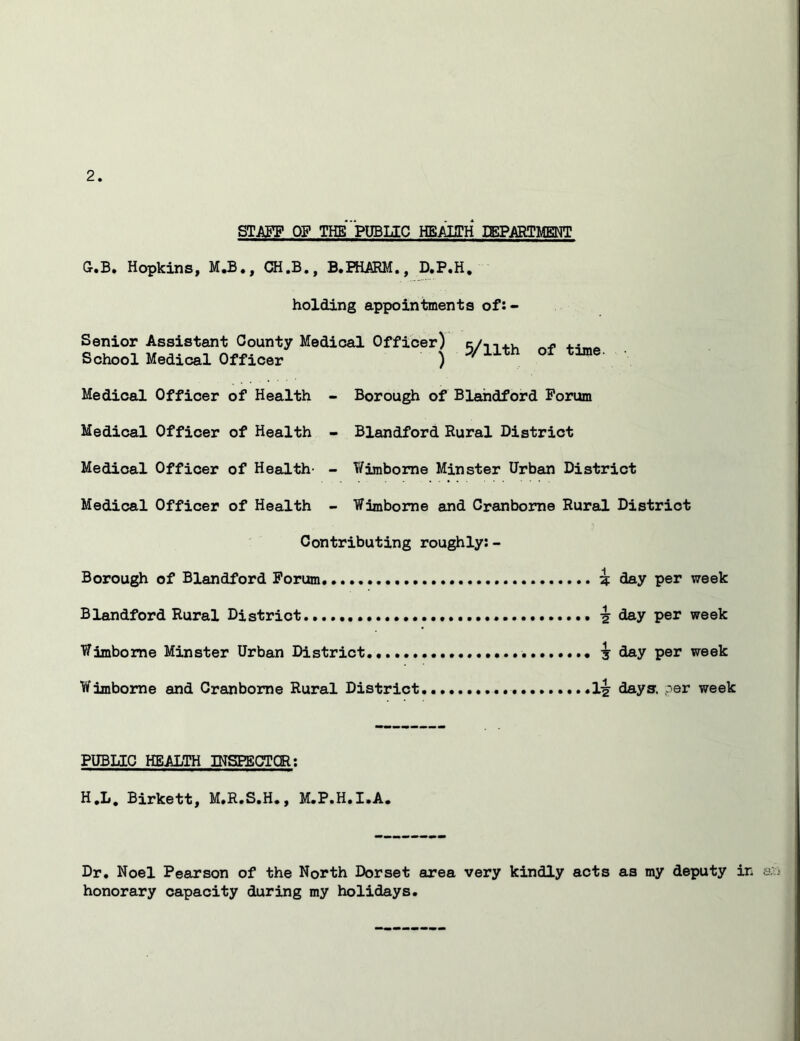 2.
STAFF OF THE PUBLIC HEALTH DEPARTMENT
G.B. Hopkins, M.B., CH.B., B.PHARM., D.P.H.
holding appointments of:-
Senior Assistant County Medical Officer) 5/11th of time.
School Medical Officer )
Medical Officer of Health - Borough of Blandford Forum
Medical Officer of Health - Blandford Rural District
Medical Officer of Health - Wimborne Minster Urban District
Medical Officer of Health - Wimborne and Cranborne Rural District
Contributing roughly:-
Borough of Blandford Forum.............................. ¼ day per week
Blandford Rural District................................ ½ day per week
Wimborne Minster Urban District......................... day per week
Wimborne and Cranborne Rural District...................1½ days. per week
PUBLIC HEALTH INSPECTOR:
H.L. Birkett, M.R.S.H., M.P.H.I.A.
Dr. Noel Pearson of the North Dorset area very kindly acts as my deputy in an
honorary capacity during my holidays.